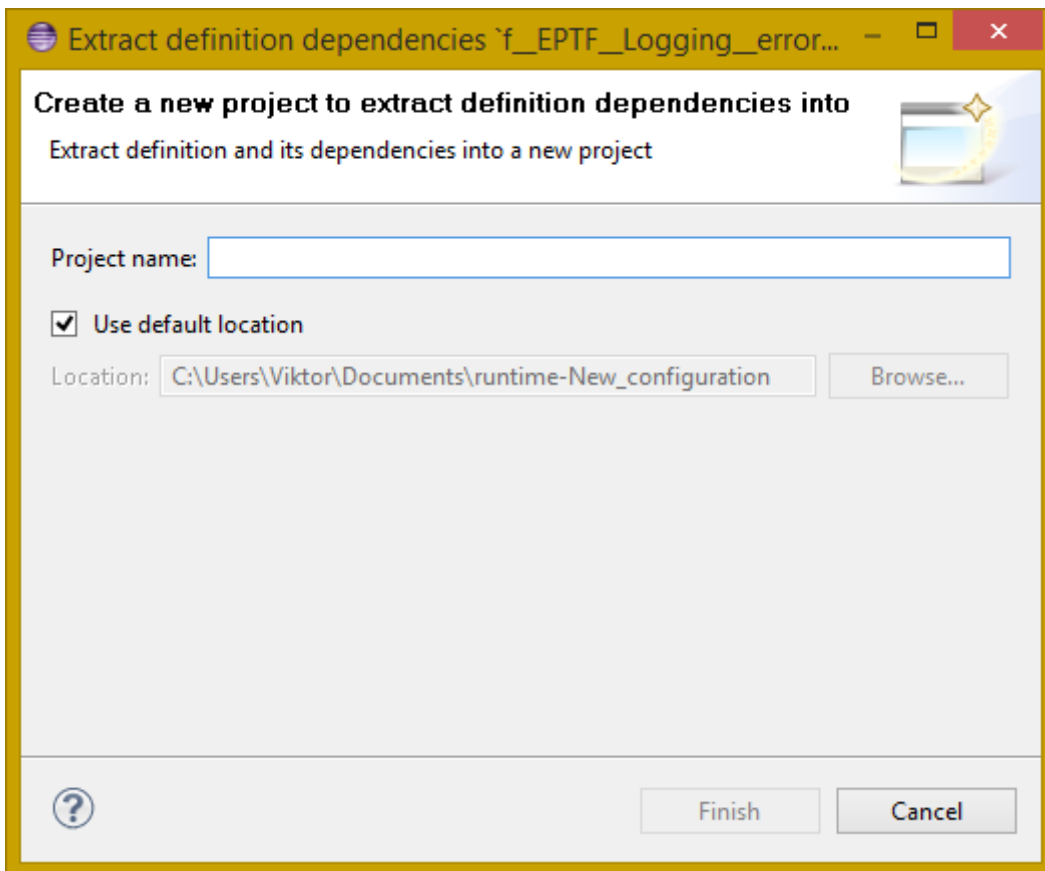 Extract definition dependencies `f__EPTF__Logging__error...
Create a new project to extract definition dependencies into
Extract definition and its dependencies into a new project
Project name:
Use default location
Location: C:\Users\Viktor\Documents\runtime-New_configuration Browse...
Finish Cancel